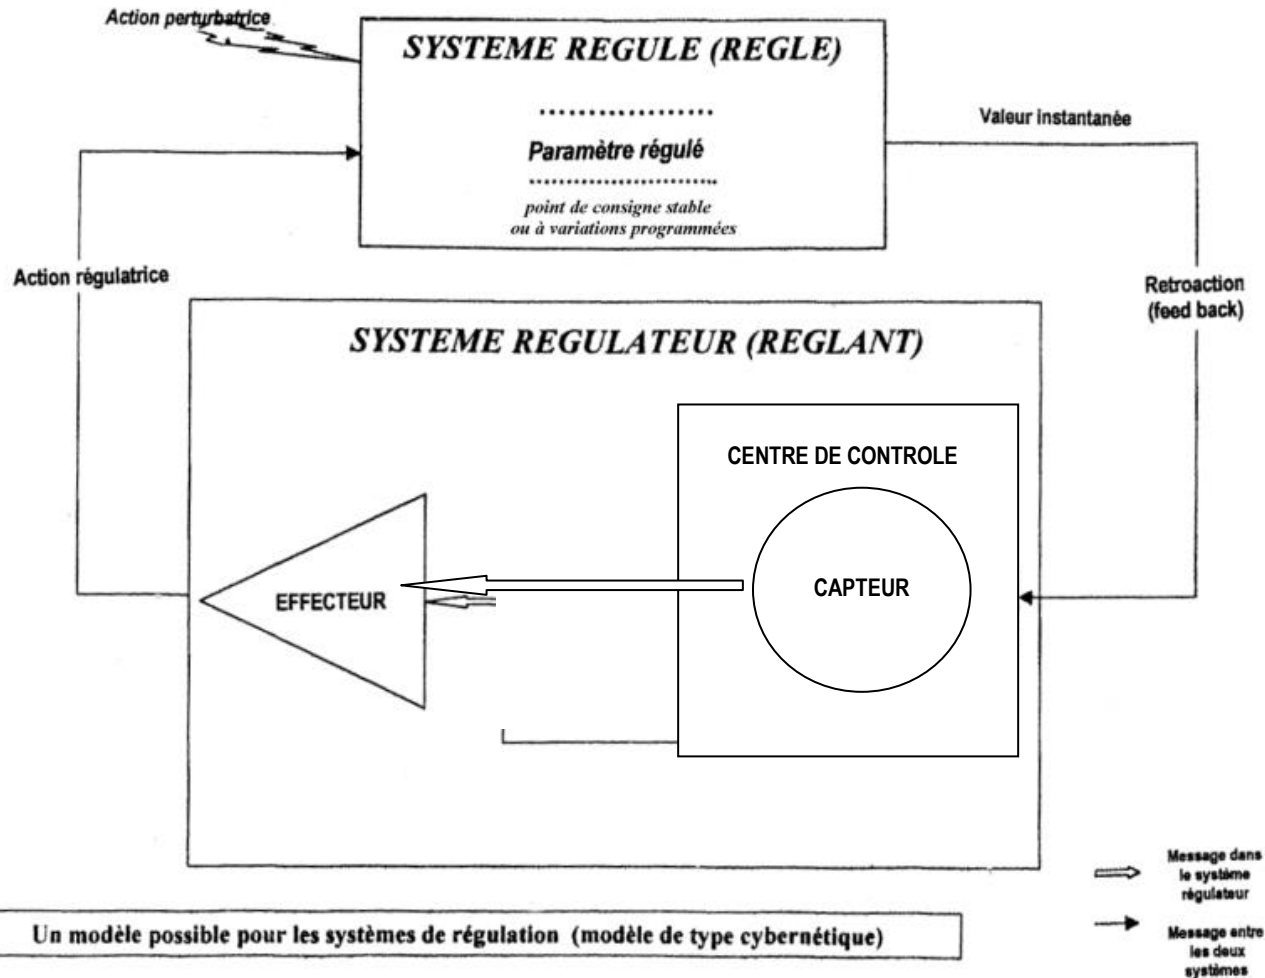 Action perturbatrice
SYSTEME REGULE (REGLE)
..................
Paramètre régulé
..........................
point de consigne stable
ou à variations programmées
Valeur instantanée
Action régulatrice
Retroaction
(feed back)
SYSTEME REGULATEUR (REGLANT)
CENTRE DE CONTROLE
EFFECTEUR
CAPTEUR
Message dans
le système
régulateur
Message entre
les deux
systèmes
Un modèle possible pour les systèmes de régulation (modèle de type cybernétique)